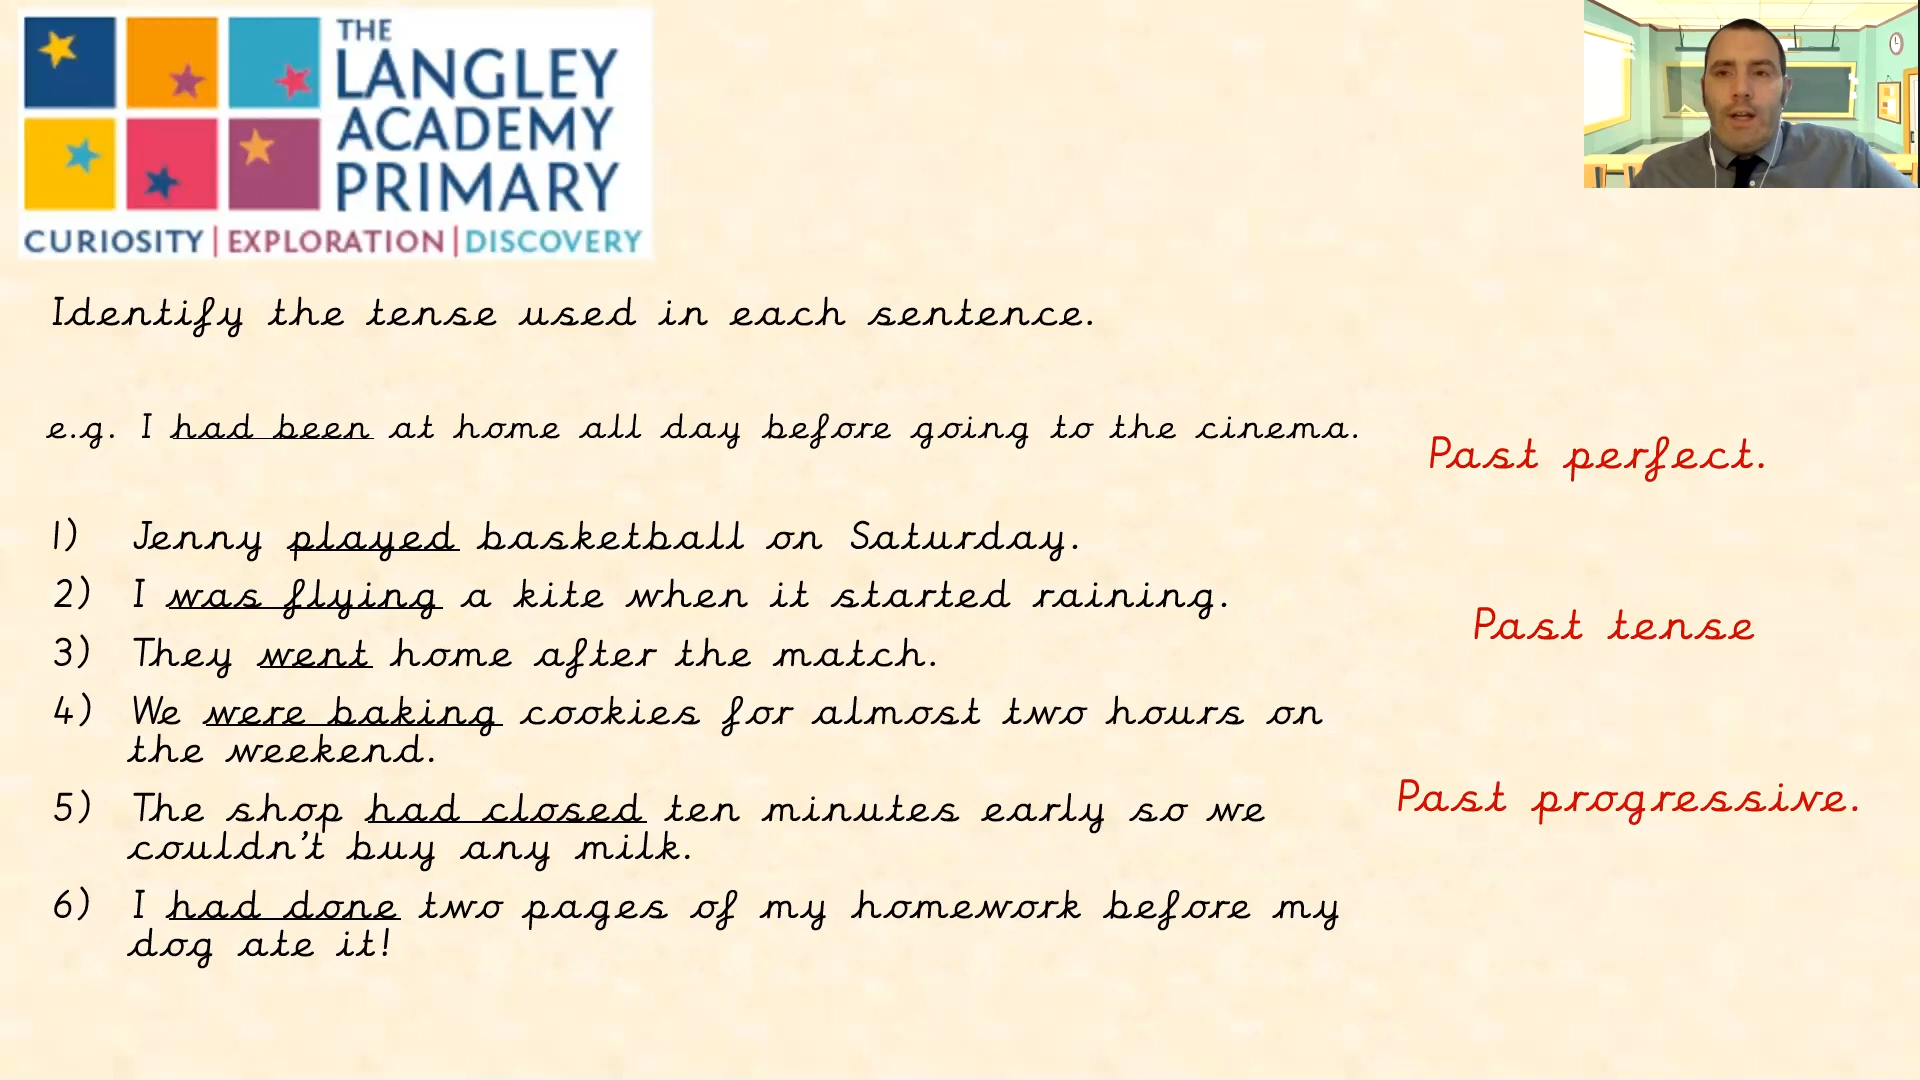 THE
LANGLEY
ACADEMY
PRIMARY
CURIOSITY | EXPLORATION | DISCOVERY
Identify the tense used in each sentence.
e.g. I had been at home all day before going to the cinema.
Past perfect.
1) Jenny played basketball on Saturday.
2) I was flying a kite when it started raining.
Past tense
3) They went home after the match.
4) We were baking cookies for almost two hours on
the weekend.
Past progressive.
5) The shop had closed ten minutes early so we
couldn't buy any milk.
6) I had done two pages of my homework before my
dog ate it!